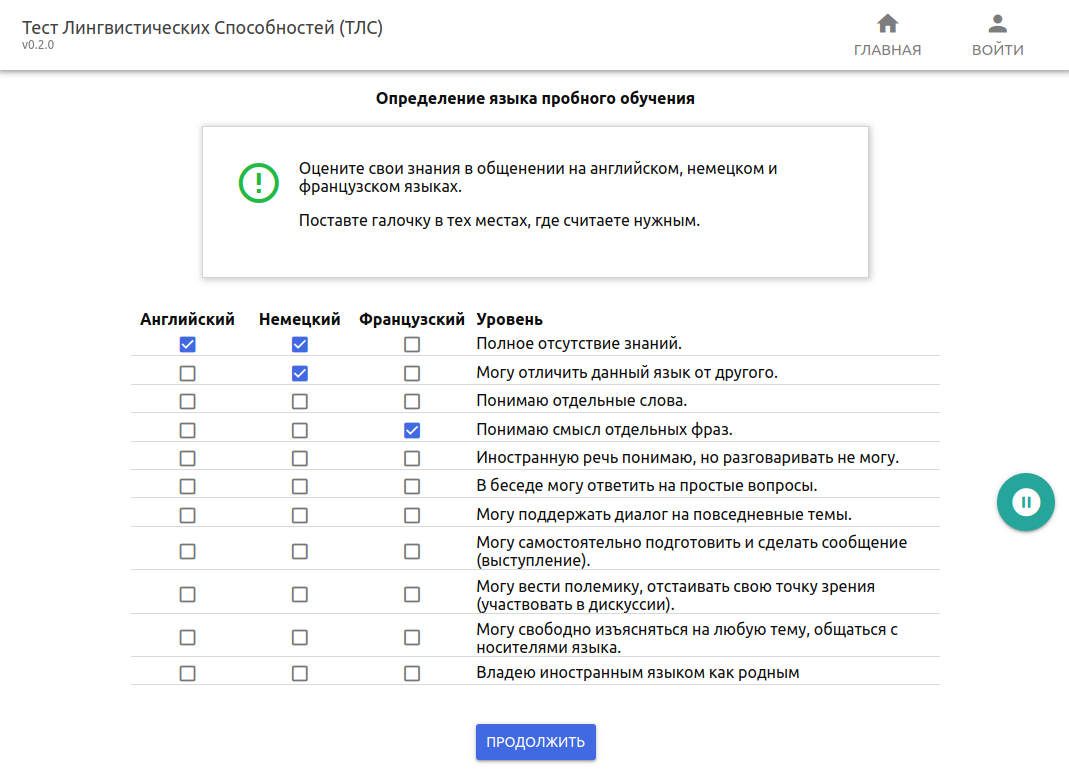 Тест Лингвистических Способностей (ТЛС)
v0.2.0
ГЛАВНАЯ
ВОЙТИ
Определение языка пробного обучения
Оцените свои знания в общенении на английском, немецком и
французском языках.
Поставте галочку в тех местах, где считаете нужным.
Английский Немецкий Французский Уровень
Полное отсутствие знаний.
Могу отличить данный язык от другого.
Понимаю отдельные слова.
Понимаю смысл отдельных фраз.
Иностранную речь понимаю, но разговаривать не могу.
В беседе могу ответить на простые вопросы.
Могу поддержать диалог на повседневные темы.
Могу самостоятельно подготовить и сделать сообщение
(выступление).
Могу вести полемику, отстаивать свою точку зрения
(участвовать в дискуссии).
Могу свободно изъясняться на любую тему, общаться с
носителями языка.
Владею иностранным языком как родным
ПРОДОЛЖИТЬ